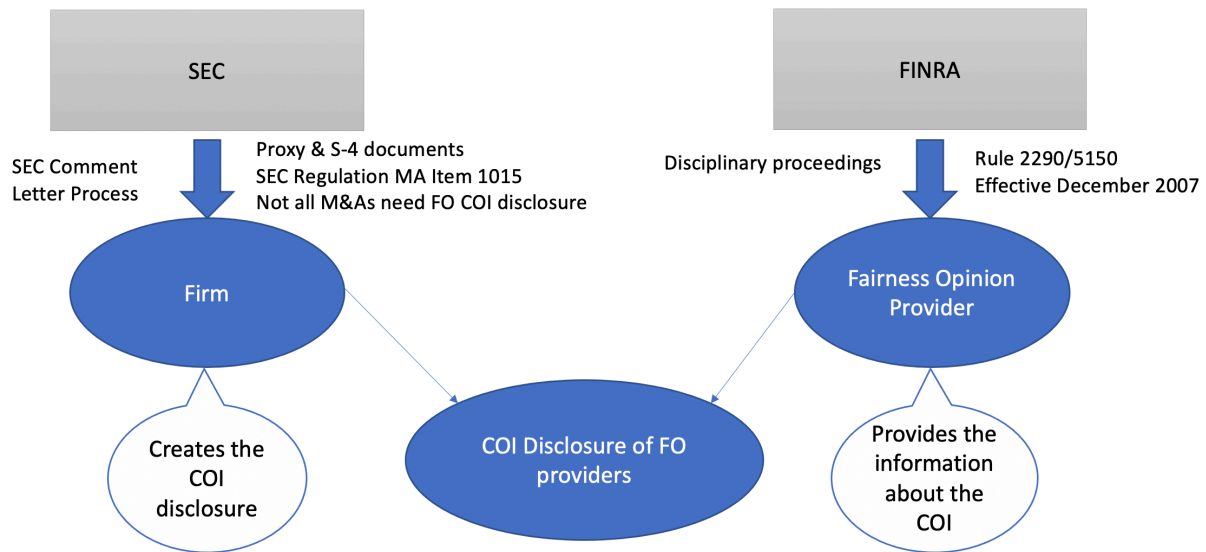 SEC
FINRA
SEC Comment
Letter Process
Proxy & S-4 documents
SEC Regulation MA Item 1015
Not all M&As need FO COI disclosure
Disciplinary proceedings
Rule 2290/5150
Effective December 2007
Firm
Fairness Opinion
Provider
Creates the
COI
disclosure
COI Disclosure of FO
providers
Provides the
information
about the
COI